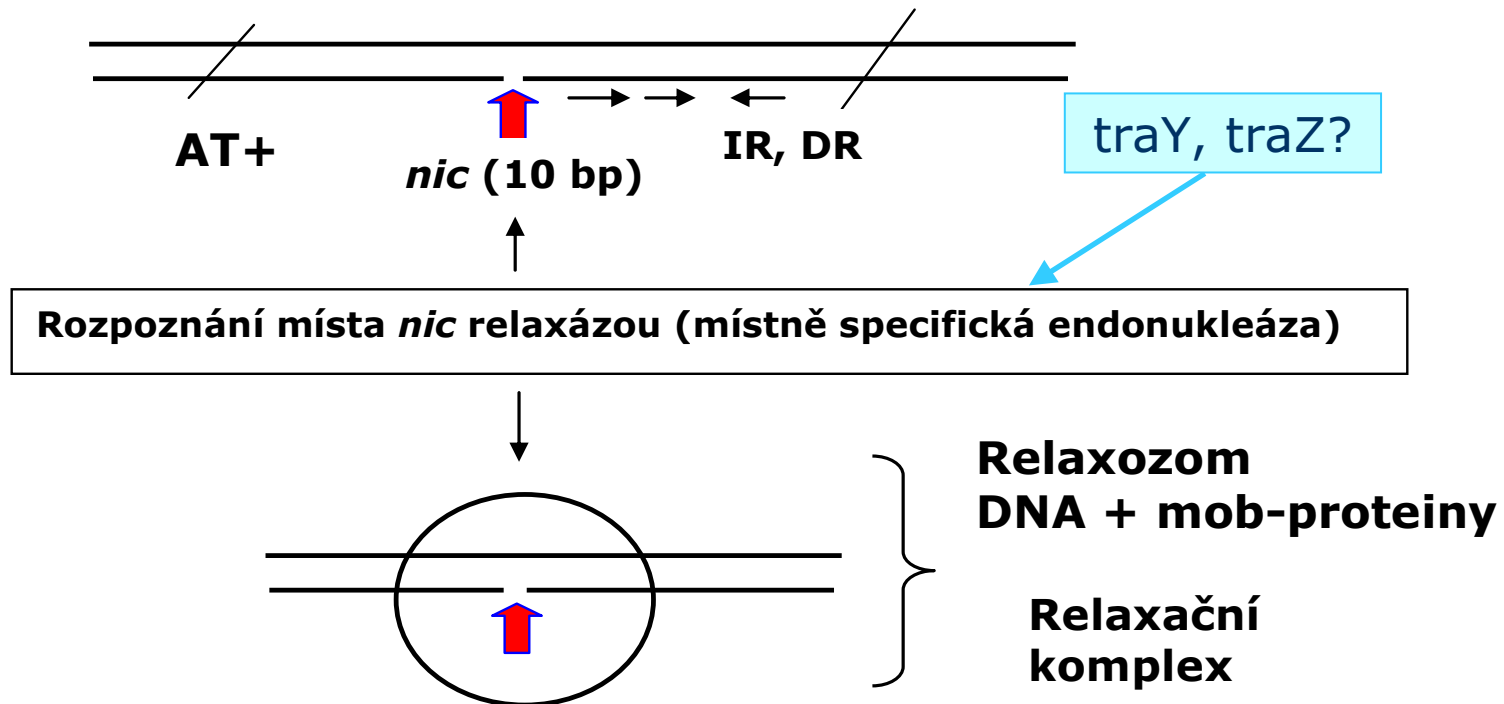 AT+
nic (10 bp)
IR, DR
traY, traZ?
Rozpoznání místa nic relaxázou (místně specifická endonukleáza)
Relaxozom
DNA + mob-proteiny
Relaxační
komplex